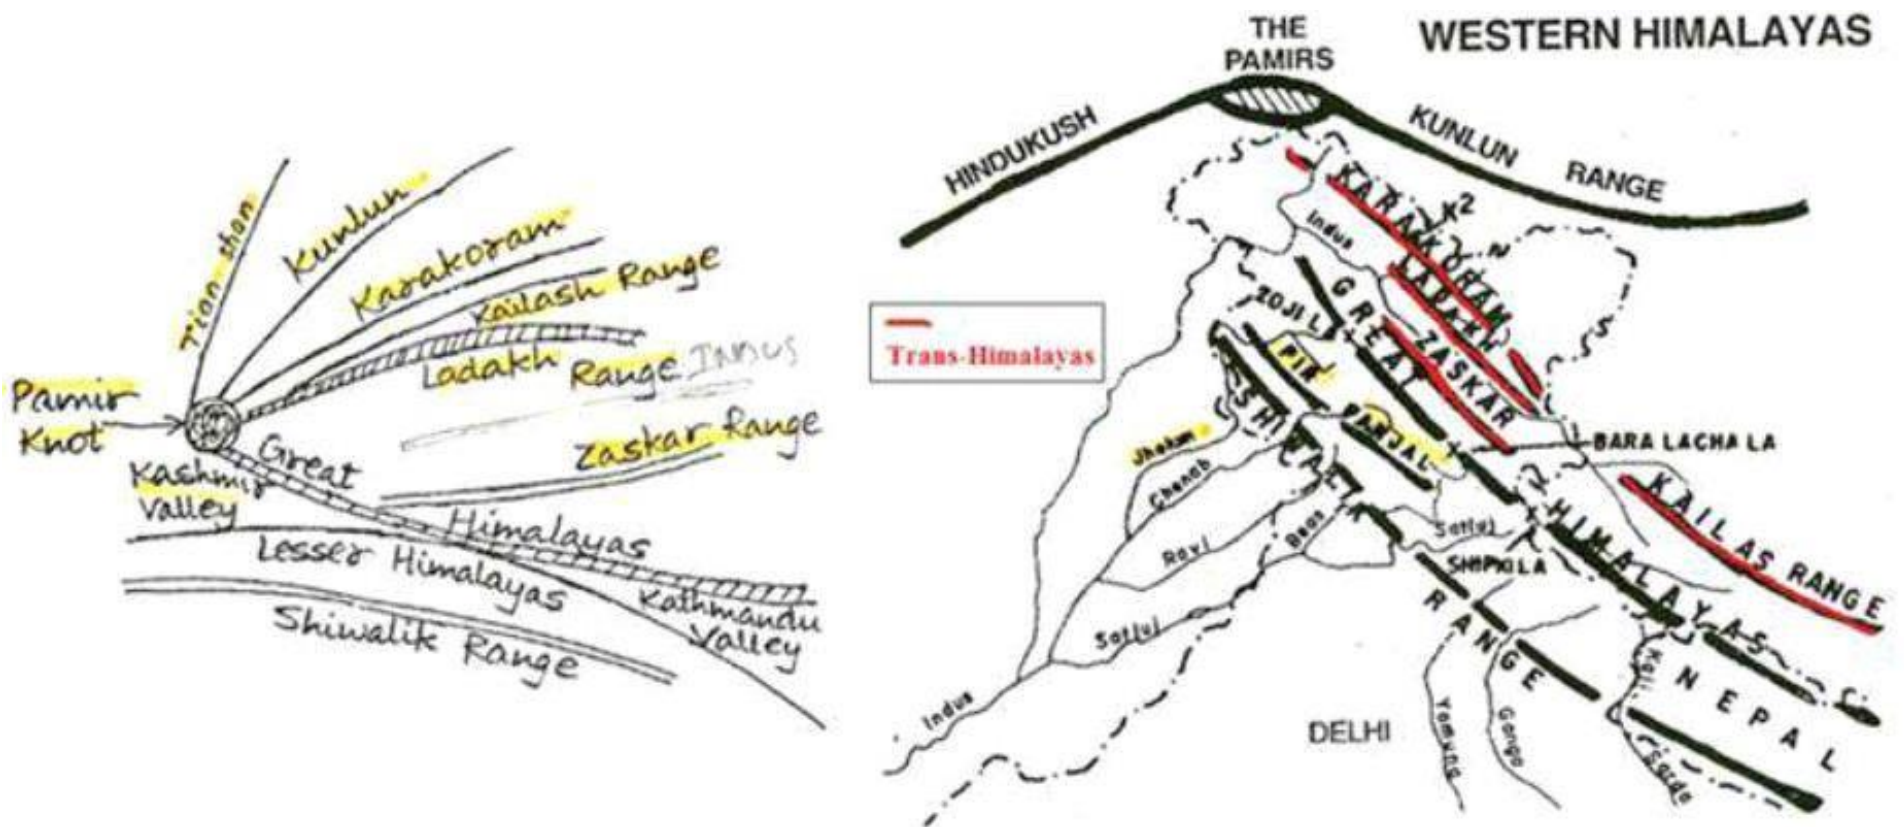 Tian shan
Kunlun
Karakoram
Kailash Range
Ladakh Range
INDUS
Zaskar Range
Pamir
Knot
Great
Himalayas
Kashmir
Valley
Lesser Himalayas
Kathmandu
Valley
Shiwalik Range
WESTERN HIMALAYAS
THE
PAMIRS
HINDUKUSH
KUNLUN RANGE
KARAKORAM
K2
Indus
LADAKH
ZASKAR
GREAT
ZOJI LA
Trans-Himalayas
PIR
PANJAL
SHIWALIK
RANGE
BARA LACHA LA
Jhelum
Chenab
Ravi
Beas
Satluj
SHIPKILA
HIMALAYAS
KAILAS RANGE
Satluj
Indus
DELHI
Yamuna
Ganga
Kali
Sarda
NEPAL